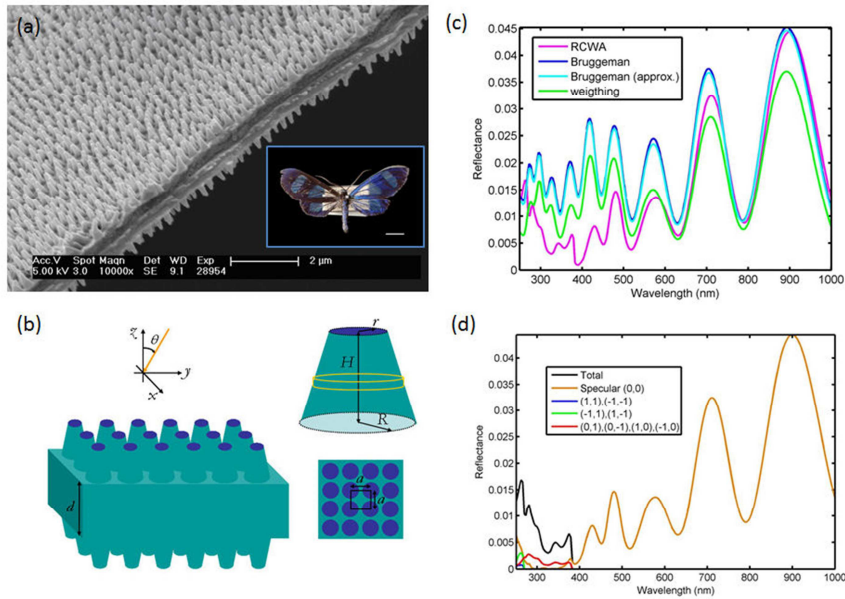 (a)
Acc.V Spot Magn Det WD Exp
5.00 kV 3.0 10000x SE 9.1 28954 2 µm
(b)
z
θ
y
x
d
r
H
R
a
a
(c)
0.045
0.04
0.035
0.03
0.025
0.02
0.015
0.01
0.005
0
Reflectance
RCWA
Bruggeman
Bruggeman (approx.)
weigthing
300 400 500 600 700 800 900 1000
Wavelength (nm)
(d)
0.04
0.035
0.03
0.025
0.02
0.015
0.01
0.005
0
Reflectance
Total
Specular (0,0)
(1,1),(-1,-1)
(-1,1),(1,-1)
(0,1),(0,-1),(1,0),(-1,0)
300 400 500 600 700 800 900 1000
Wavelength (nm)